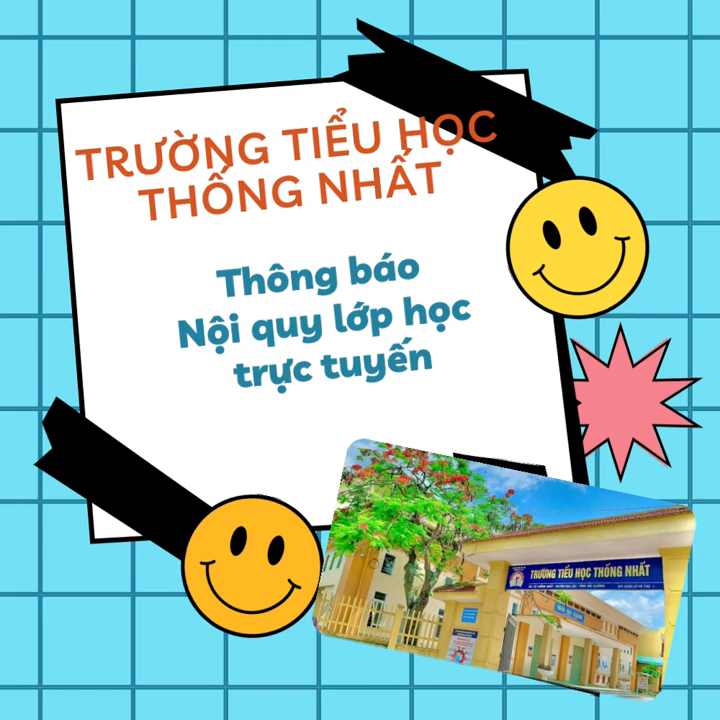 TRƯỜNG TIỂU HỌC
THỐNG NHẤT
Thông báo
Nội quy lớp học
trực tuyến
TRƯỜNG TIỂU HỌC THỐNG NHẤT